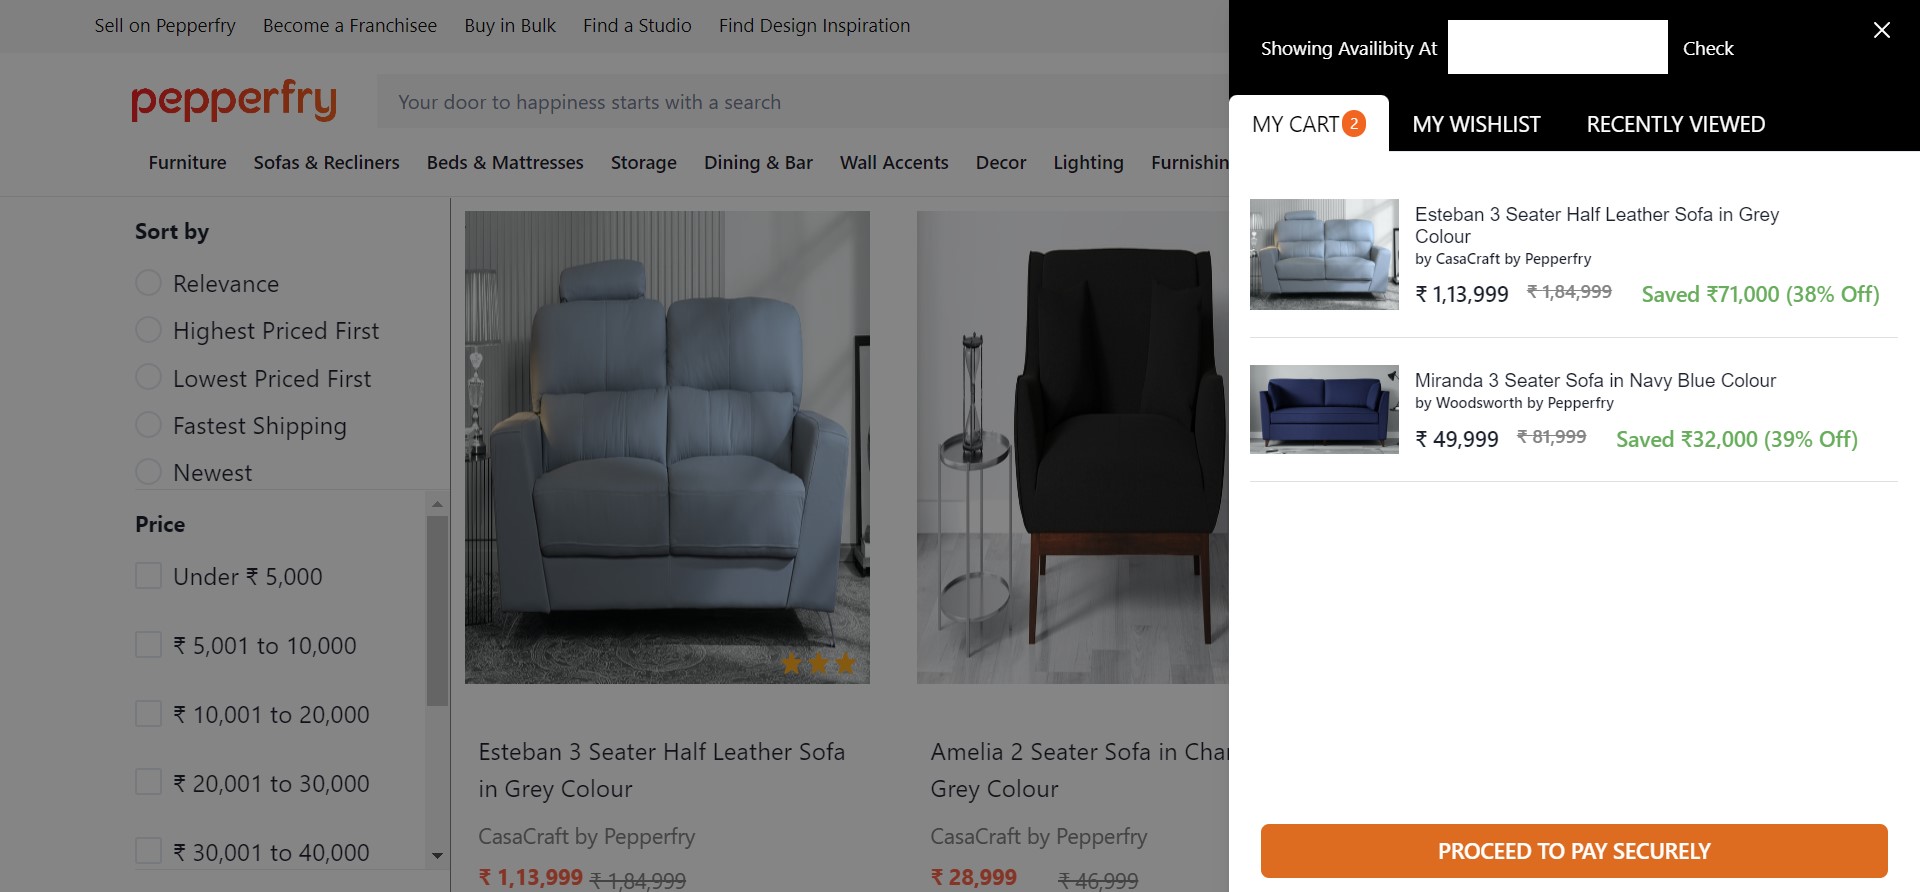 Sell on Pepperfry Become a Franchisee Buy in Bulk Find a Studio Find Design Inspiration
pepperfry
Your door to happiness starts with a search
Furniture Sofas & Recliners Beds & Mattresses Storage Dining & Bar Wall Accents Decor Lighting Furnishin
Sort by
Relevance
Highest Priced First
Lowest Priced First
Fastest Shipping
Newest
Price
Under ₹ 5,000
₹ 5,001 to 10,000
₹ 10,001 to 20,000
₹ 20,001 to 30,000
₹ 30,001 to 40,000
Esteban 3 Seater Half Leather Sofa
in Grey Colour
CasaCraft by Pepperfry
₹ 1,13,999 ₹ 1,84,999
Amelia 2 Seater Sofa in Char
Grey Colour
CasaCraft by Pepperfry
₹ 28,999 ₹ 46,999
Showing Availibity At Check
MY CART 2 MY WISHLIST RECENTLY VIEWED
Esteban 3 Seater Half Leather Sofa in Grey
Colour
by CasaCraft by Pepperfry
₹ 1,13,999 ₹ 1,84,999 Saved ₹71,000 (38% Off)
Miranda 3 Seater Sofa in Navy Blue Colour
by Woodsworth by Pepperfry
₹ 49,999 ₹ 81,999 Saved ₹32,000 (39% Off)
PROCEED TO PAY SECURELY